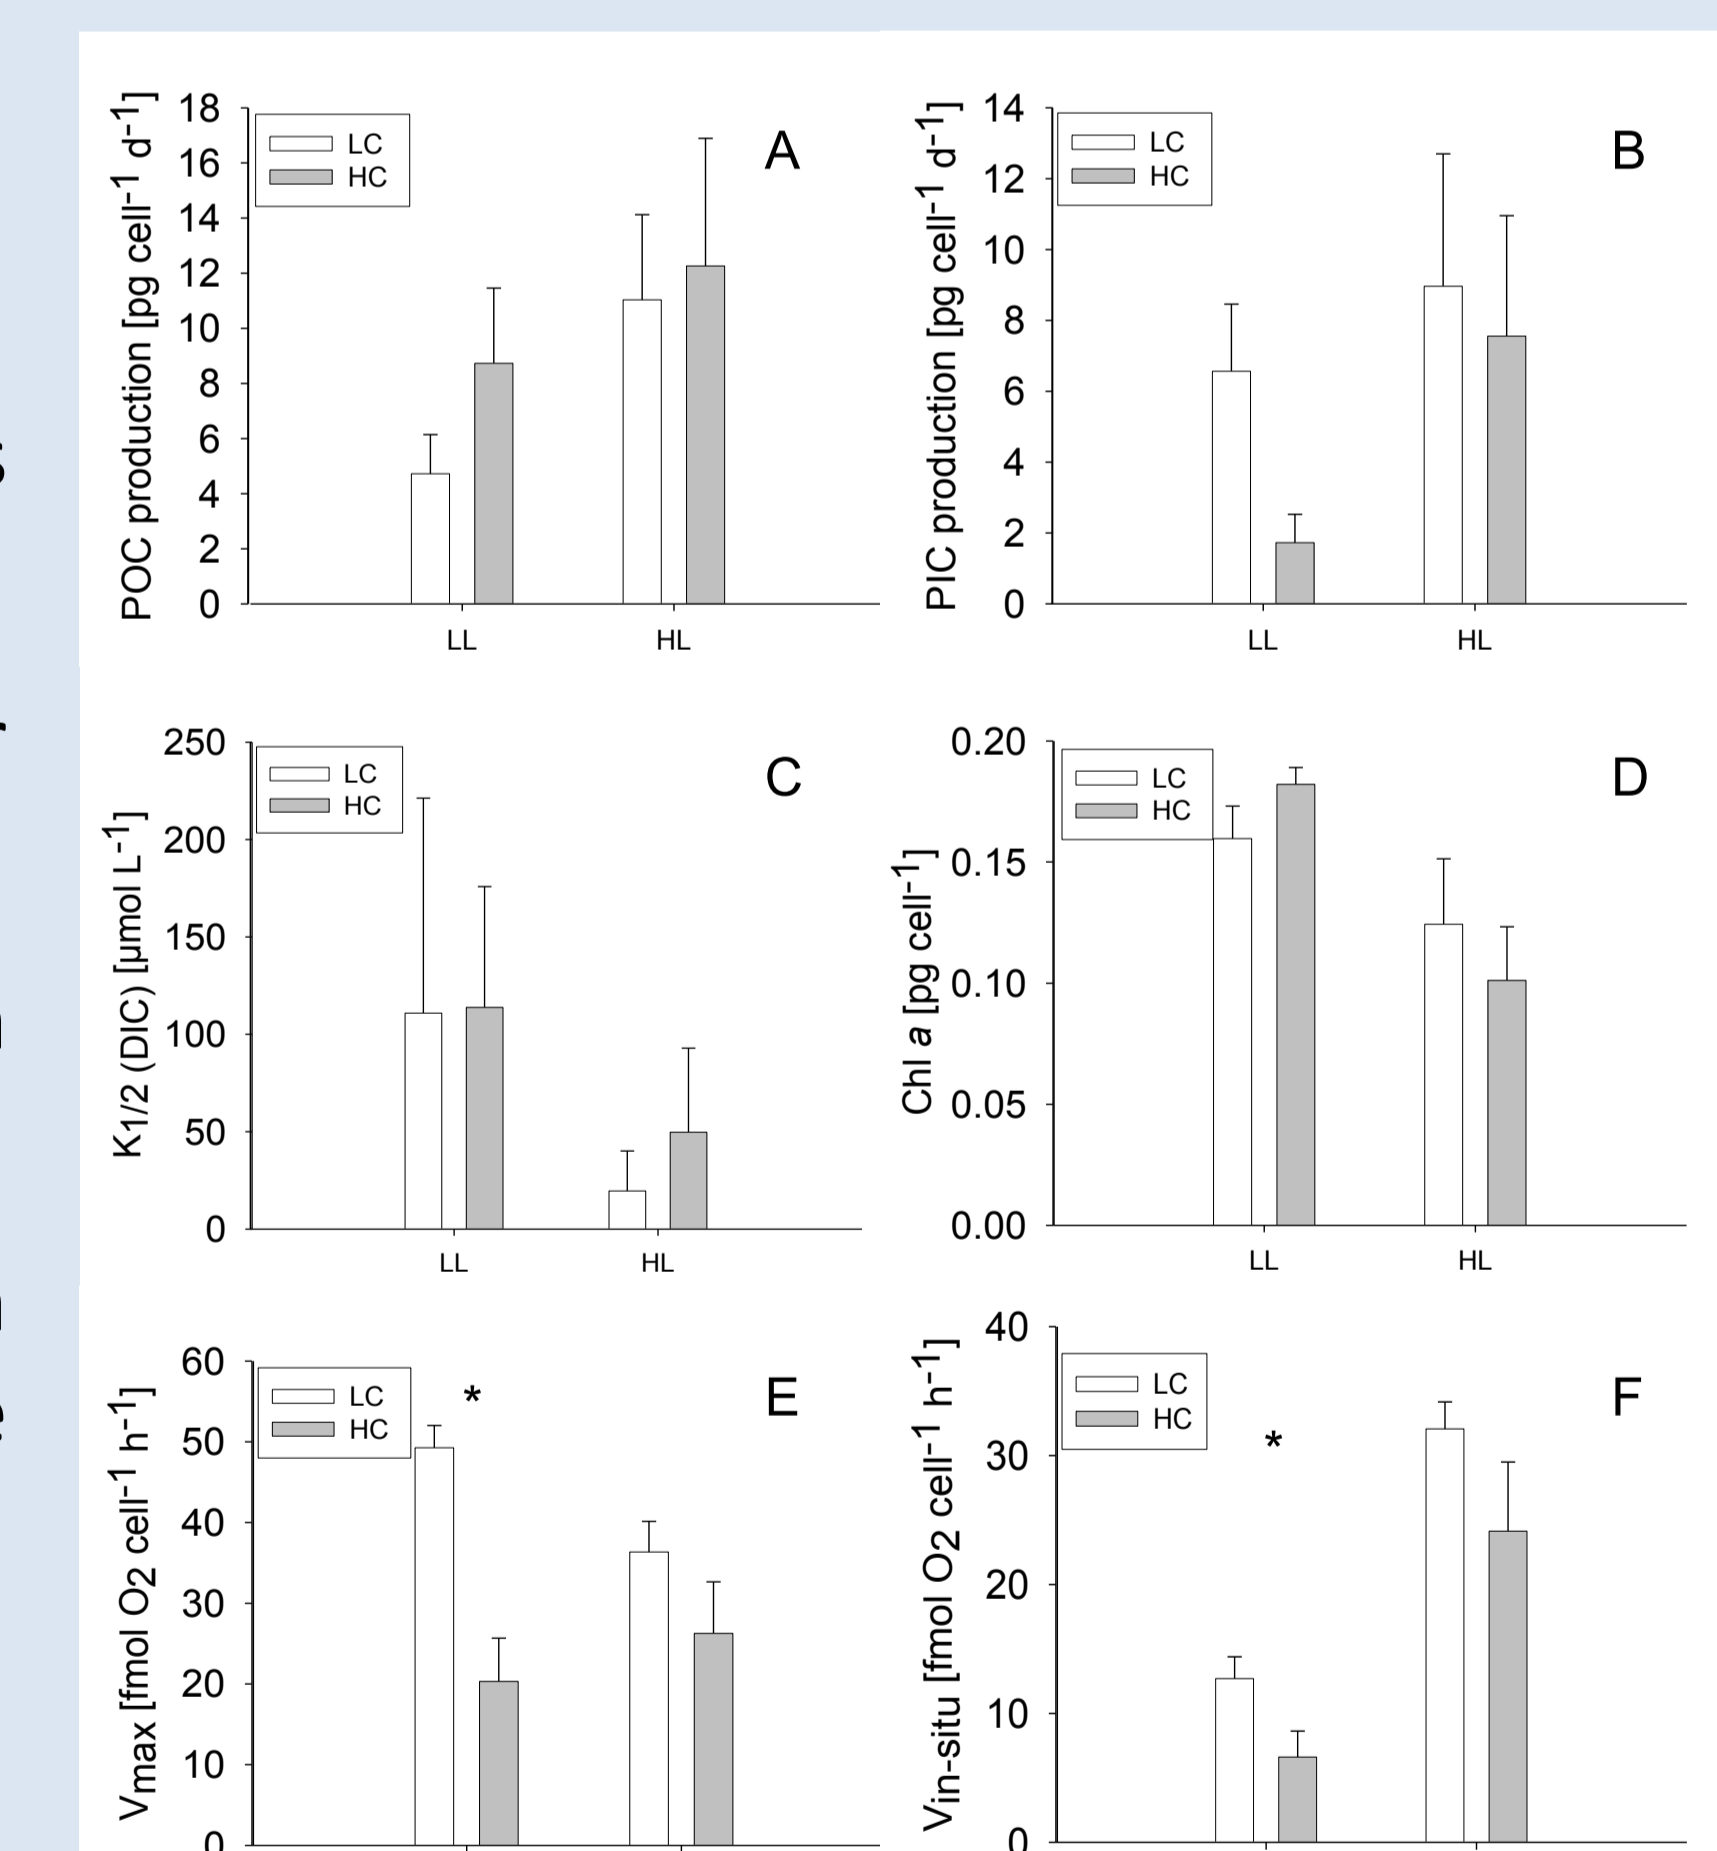 A
LC
HC
POC production [pg cell-1 d-1]
18
16
14
12
10
8
6
4
2
0
LL HL
B
LC
HC
PIC production [pg cell-1 d-1]
14
12
10
8
6
4
2
0
LL HL
C
LC
HC
K1/2 (DIC) [µmol L-1]
250
200
150
100
50
0
LL HL
D
LC
HC
Chl a [pg cell-1]
0.20
0.15
0.10
0.05
0.00
LL HL
E
LC
HC
*
Vmax [fmol O2 cell-1 h-1]
60
50
40
30
20
10
0
F
LC
HC
*
Vin-situ [fmol O2 cell-1 h-1]
40
30
20
10
0